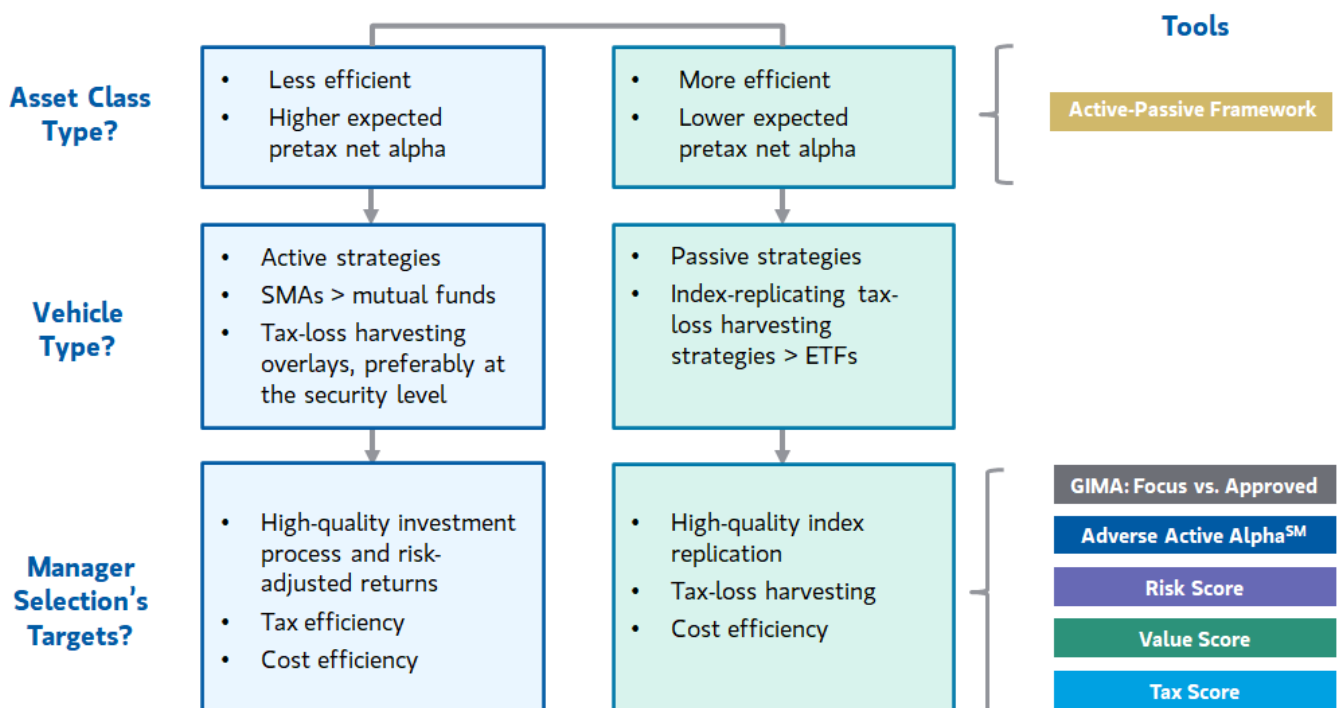 Tools
Asset Class
Type?
• Less efficient
• Higher expected
pretax net alpha
• More efficient
• Lower expected
pretax net alpha
Active-Passive Framework
Vehicle
Type?
• Active strategies
• SMAs > mutual funds
• Tax-loss harvesting
overlays, preferably at
the security level
• Passive strategies
• Index-replicating tax-
loss harvesting
strategies > ETFs
Manager
Selection's
Targets?
• High-quality investment
process and risk-
adjusted returns
• Tax efficiency
• Cost efficiency
• High-quality index
replication
• Tax-loss harvesting
• Cost efficiency
GIMA: Focus vs. Approved
Adverse Active Alpha℠
Risk Score
Value Score
Tax Score